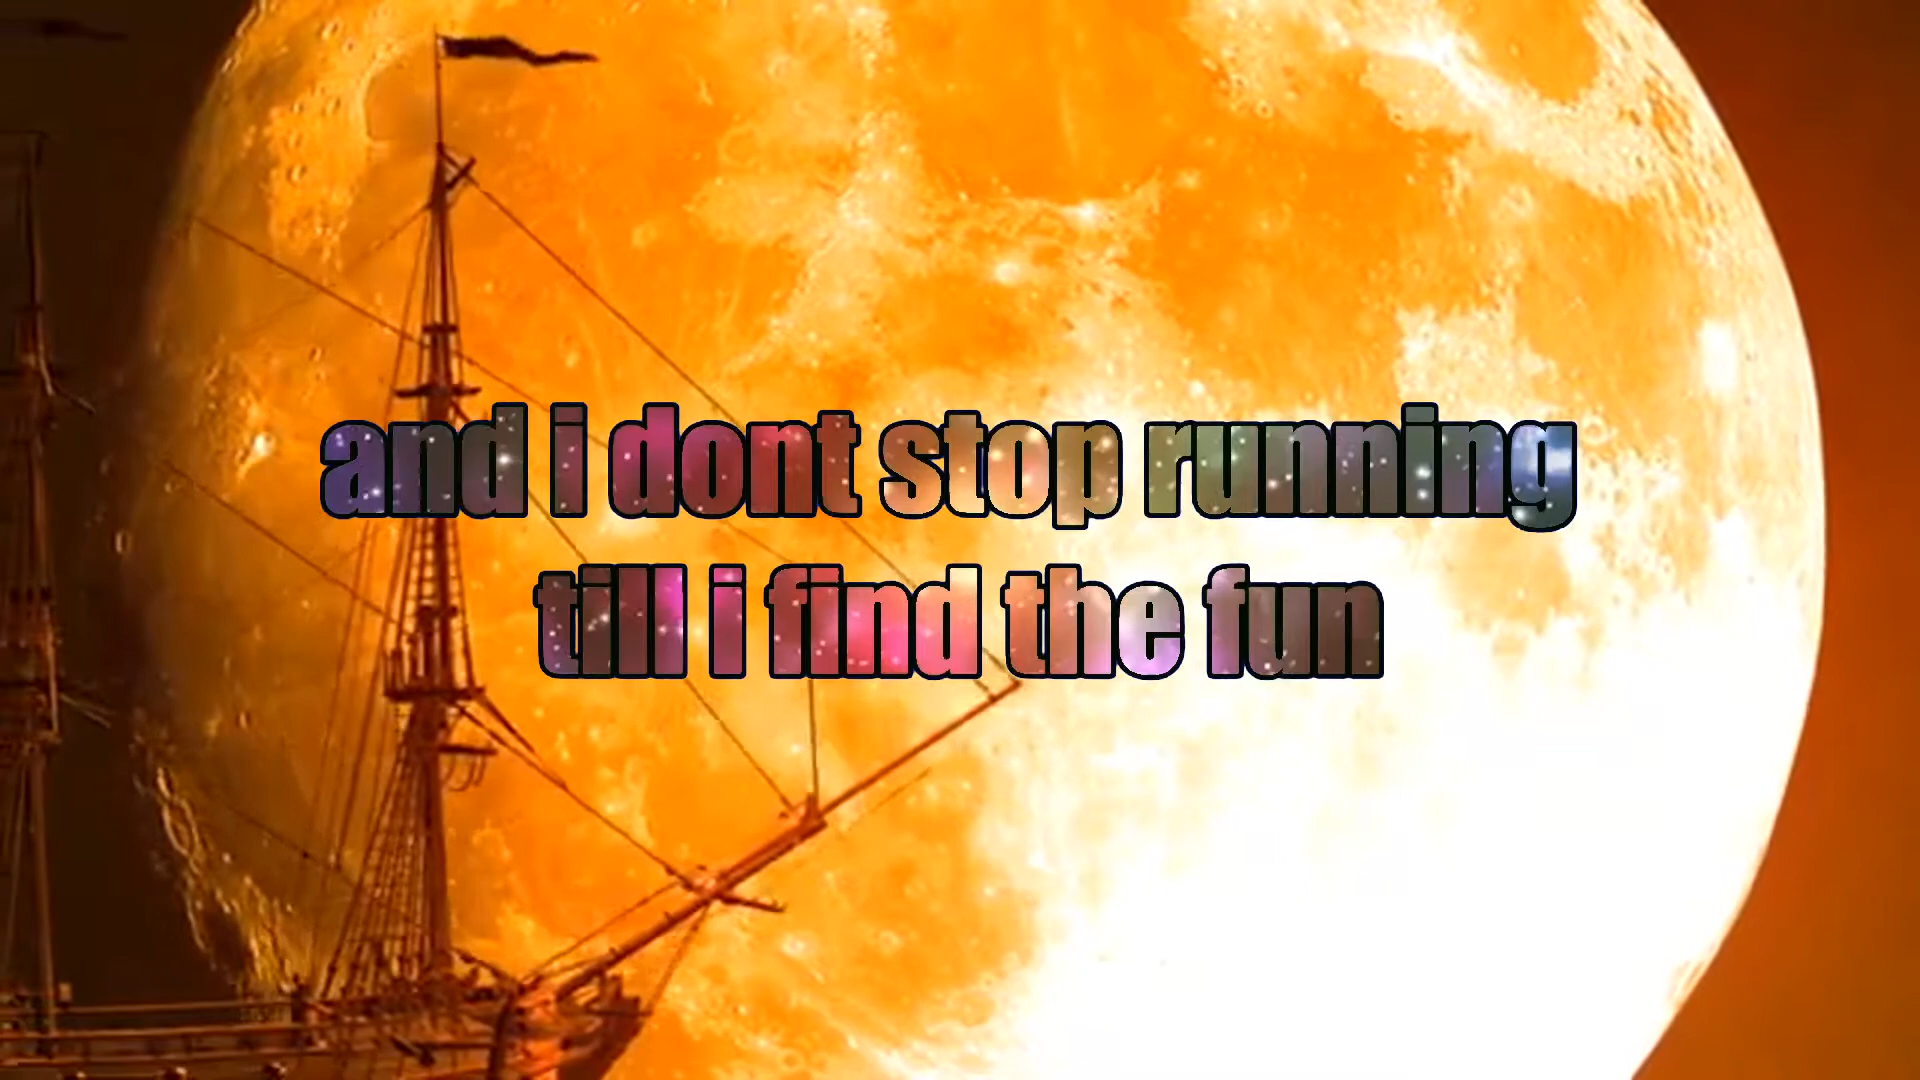 and i dont stop running
till i find the fun